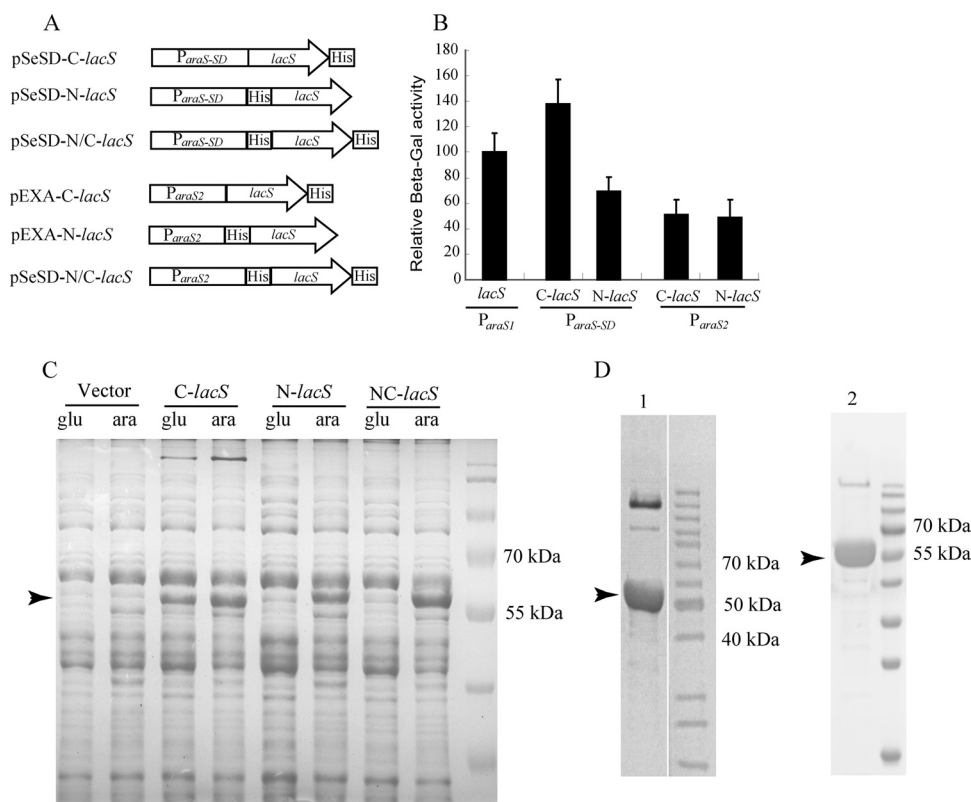 A
pSeSD-C-lacS ParaS-SD lacS His
pSeSD-N-lacS ParaS-SD His lacS
pSeSD-N/C-lacS ParaS-SD His lacS His
pEXA-C-lacS ParaS2 lacS His
pEXA-N-lacS ParaS2 His lacS
pSeSD-N/C-lacS ParaS2 His lacS His
B
Relative Beta-Gal activity
180
160
140
120
100
80
60
40
20
0
lacS C-lacS N-lacS C-lacS N-lacS
ParaS1 ParaS-SD ParaS2
C
Vector C-lacS N-lacS NC-lacS
glu ara glu ara glu ara glu ara
70 kDa
55 kDa
D
1
70 kDa
50 kDa
40 kDa
2
70 kDa
55 kDa